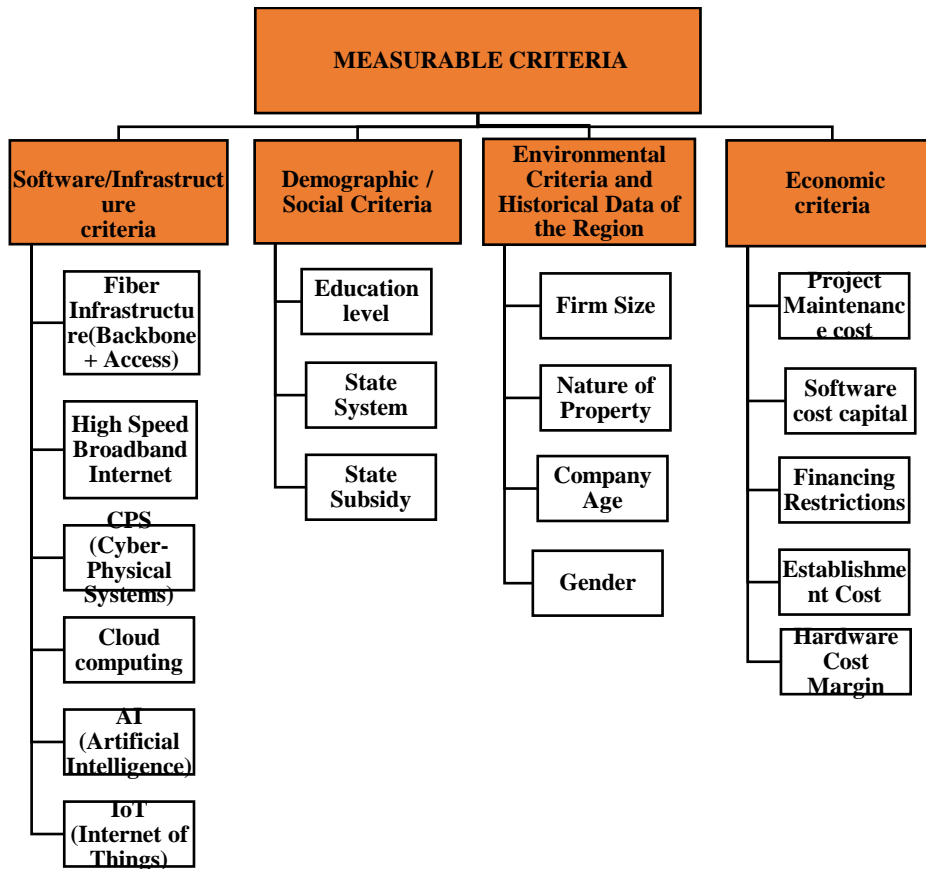 MEASURABLE CRITERIA
Software/Infrastruct
ure
criteria
Fiber
Infrastructu
re(Backbone
+ Access)
High Speed
Broadband
Internet
CPS
(Cyber-
Physical
Systems)
Cloud
computing
AI
(Artificial
Intelligence)
IoT
(Internet of
Things)
Demographic /
Social Criteria
Education
level
State
System
State
Subsidy
Environmental
Criteria and
Historical Data of
the Region
Firm Size
Nature of
Property
Company
Age
Gender
Economic
criteria
Project
Maintenanc
e cost
Software
cost capital
Financing
Restrictions
Establishme
nt Cost
Hardware
Cost
Margin